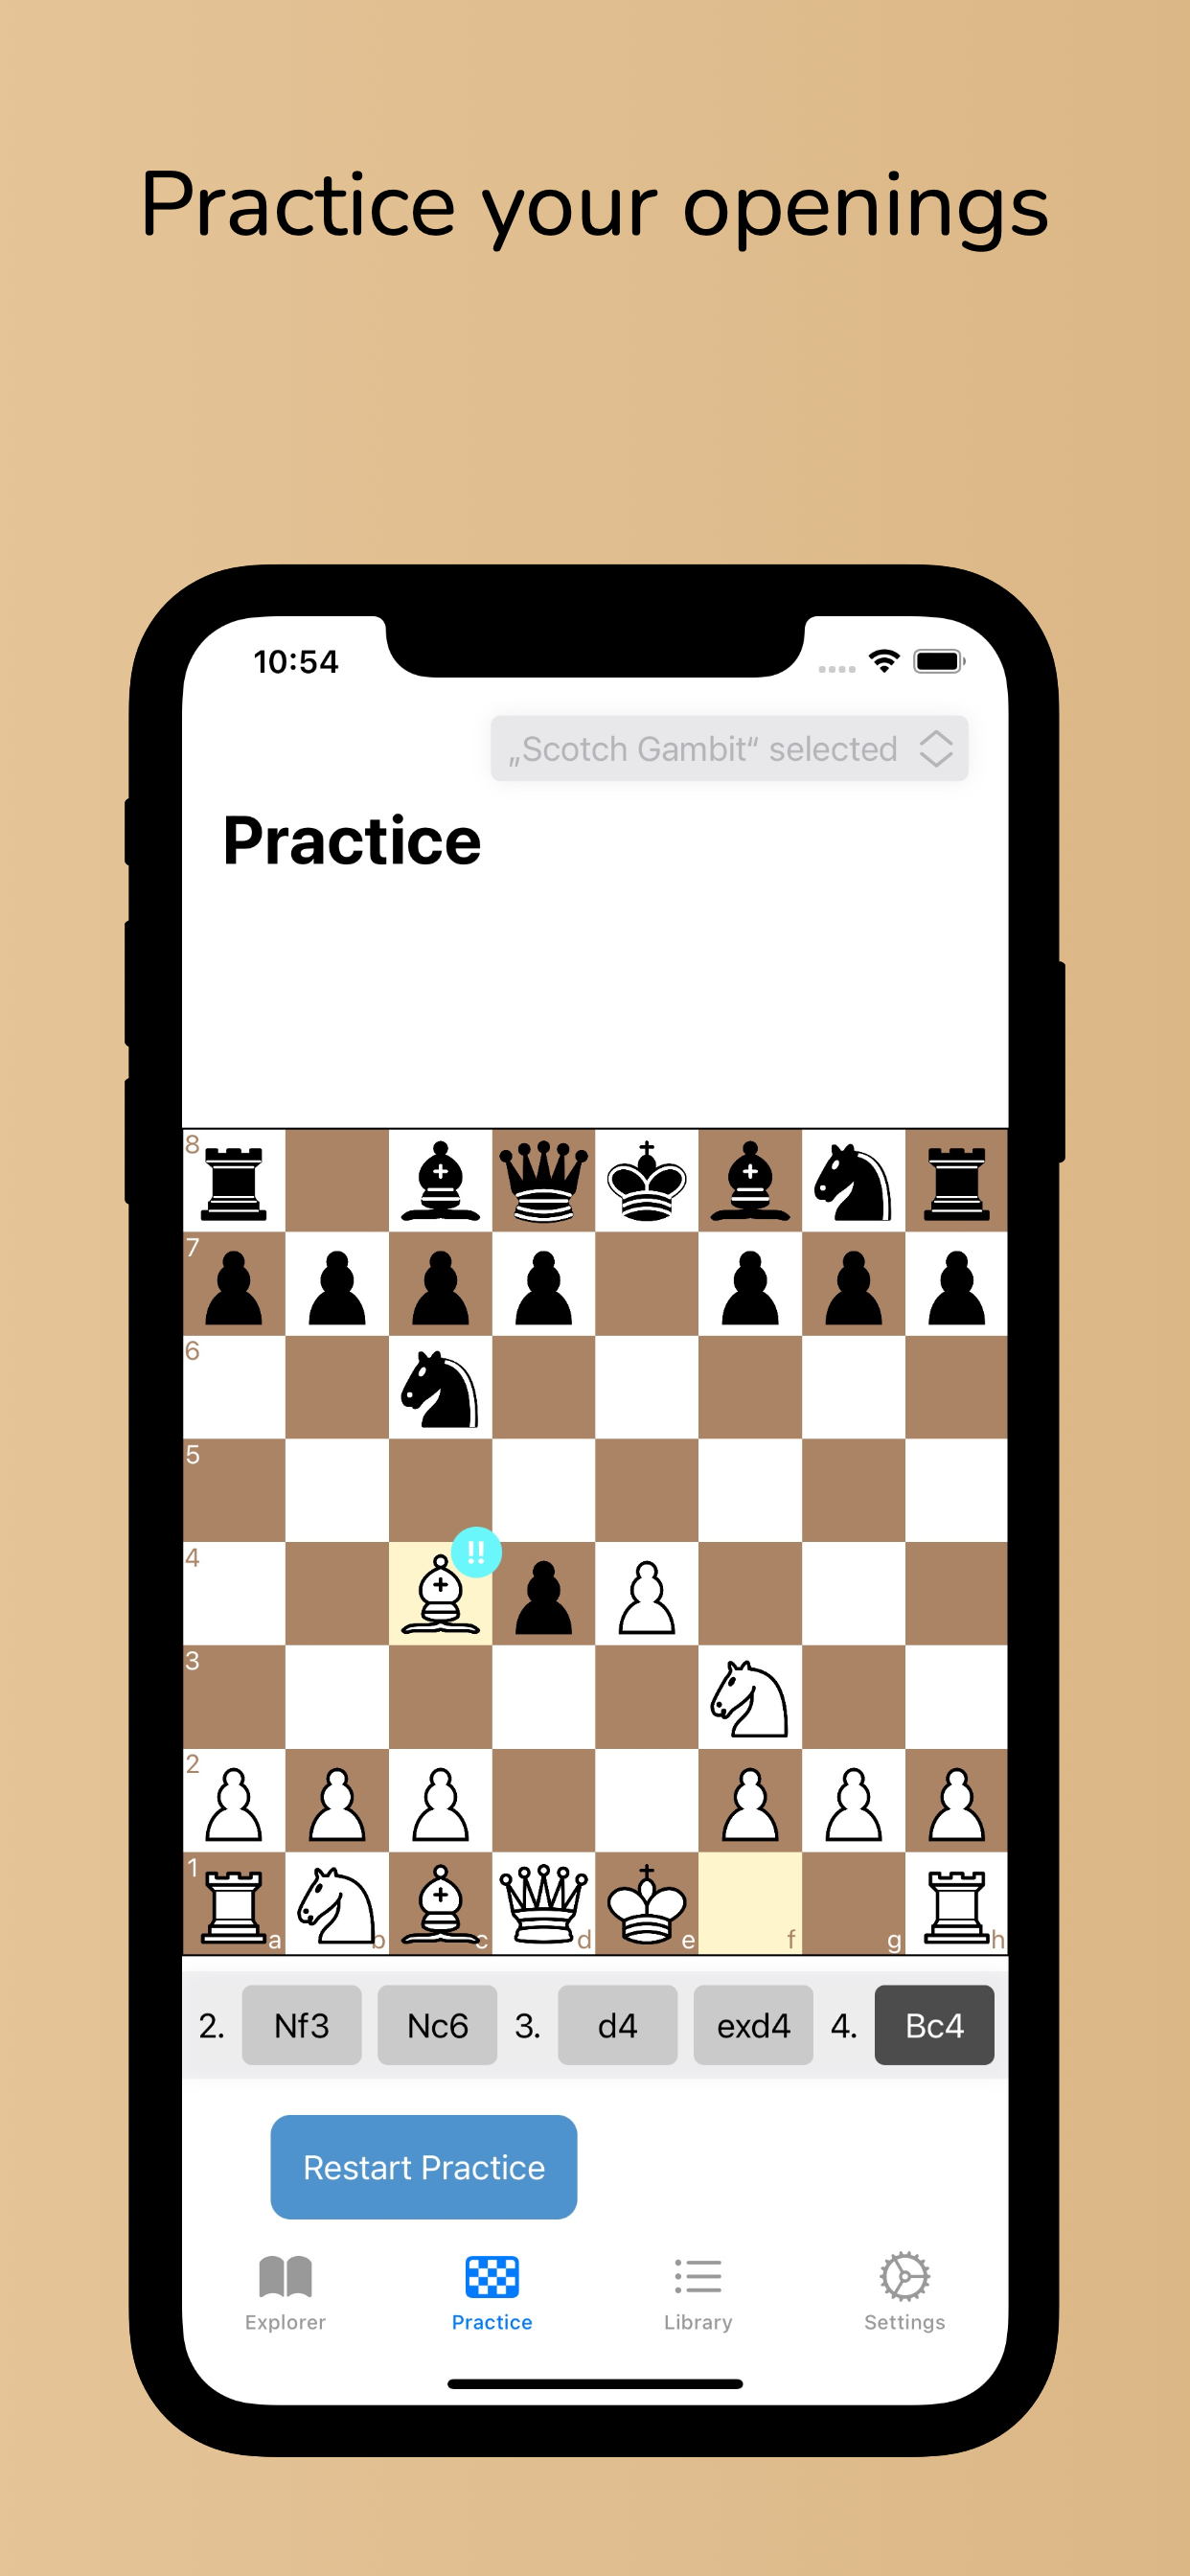 Practice your openings
10:54
„Scotch Gambit“ selected
Practice
8
7
6
5
4
!!
3
2
1
a b c d e f g h
2. Nf3 Nc6 3. d4 exd4 4. Bc4
Restart Practice
Explorer Practice Library Settings